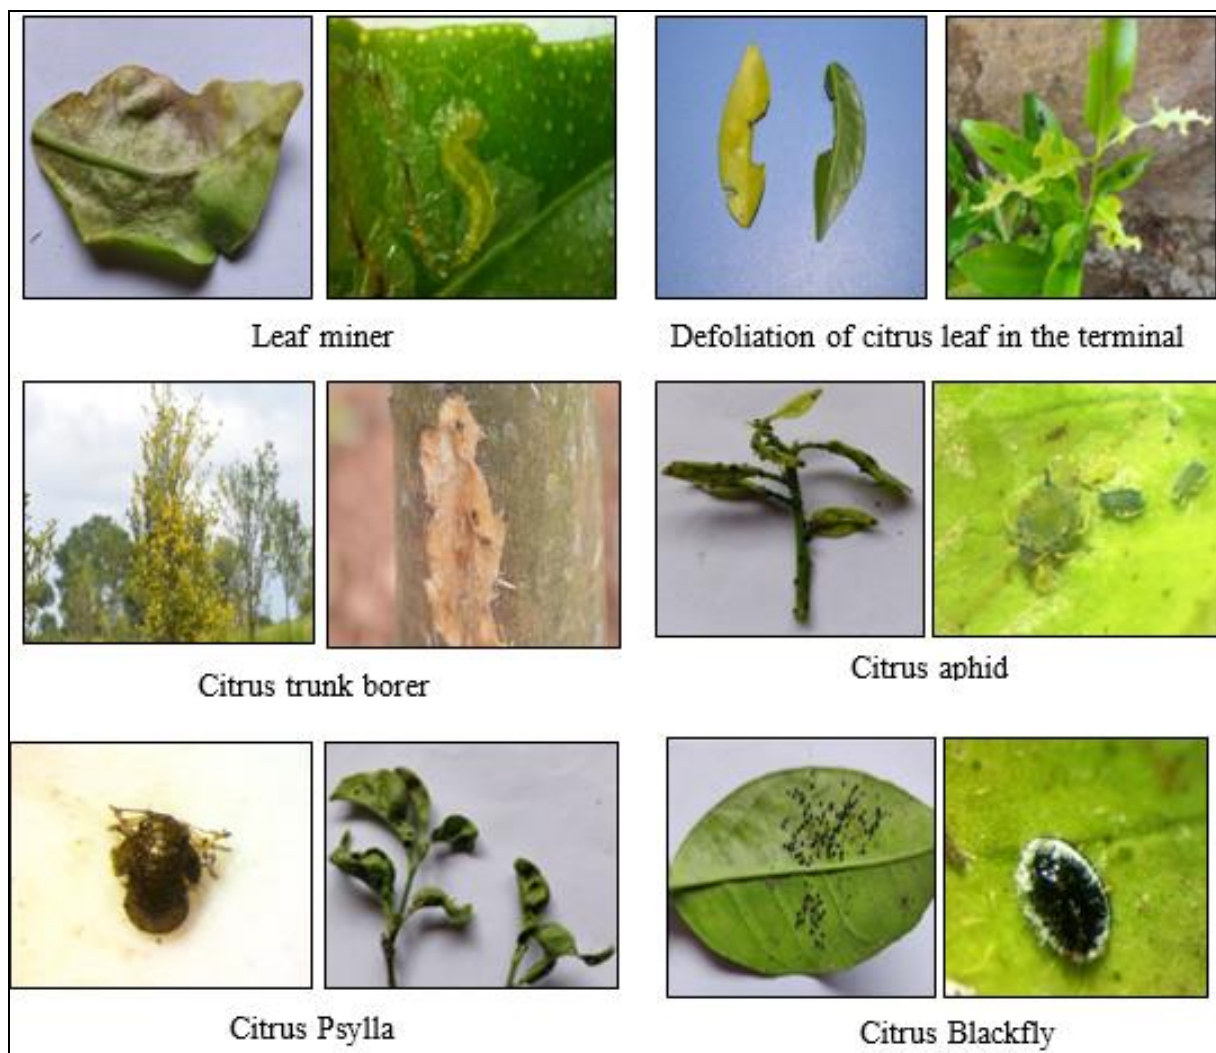 Leaf miner
Defoliation of citrus leaf in the terminal
Citrus trunk borer
Citrus aphid
Citrus Psylla
Citrus Blackfly